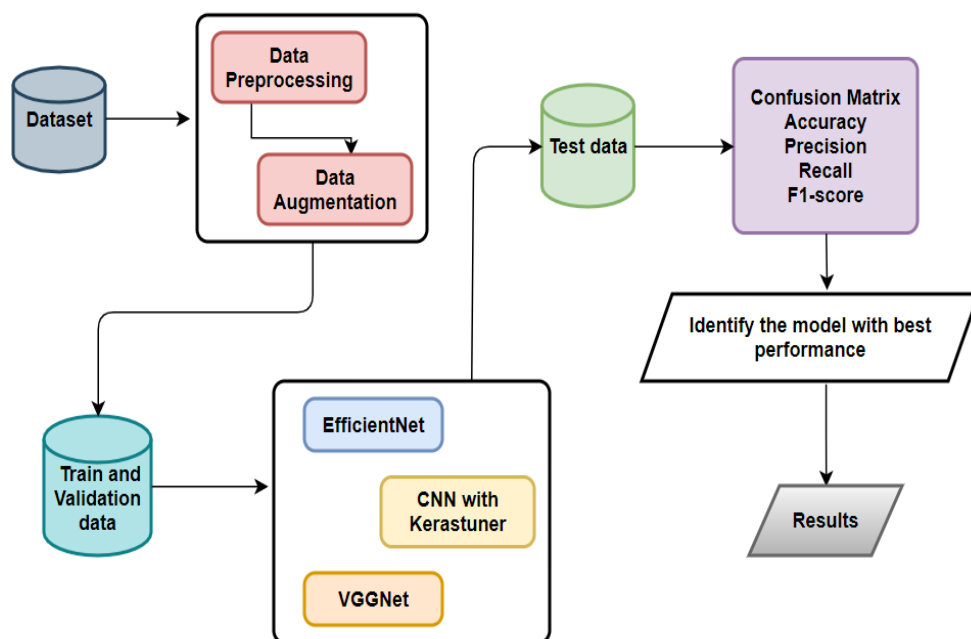 Dataset
Data
Preprocessing
Data
Augmentation
Train and
Validation
data
EfficientNet
CNN with
Kerastuner
VGGNet
Test data
Confusion Matrix
Accuracy
Precision
Recall
F1-score
Identify the model with best
performance
Results